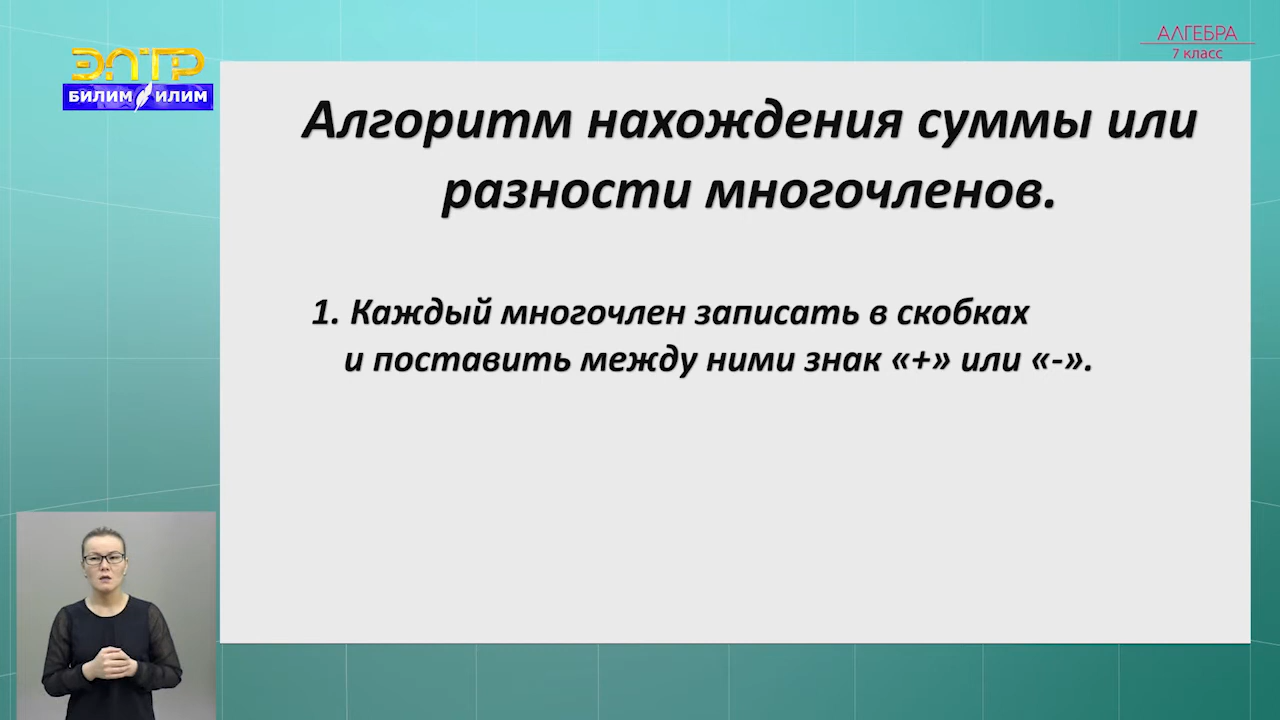 ЭЛТР
БИЛИМ ИЛИМ
АЛГЕБРА
7 класс
Алгоритм нахождения суммы или
разности многочленов.
1. Каждый многочлен записать в скобках
и поставить между ними знак «+» или «-».